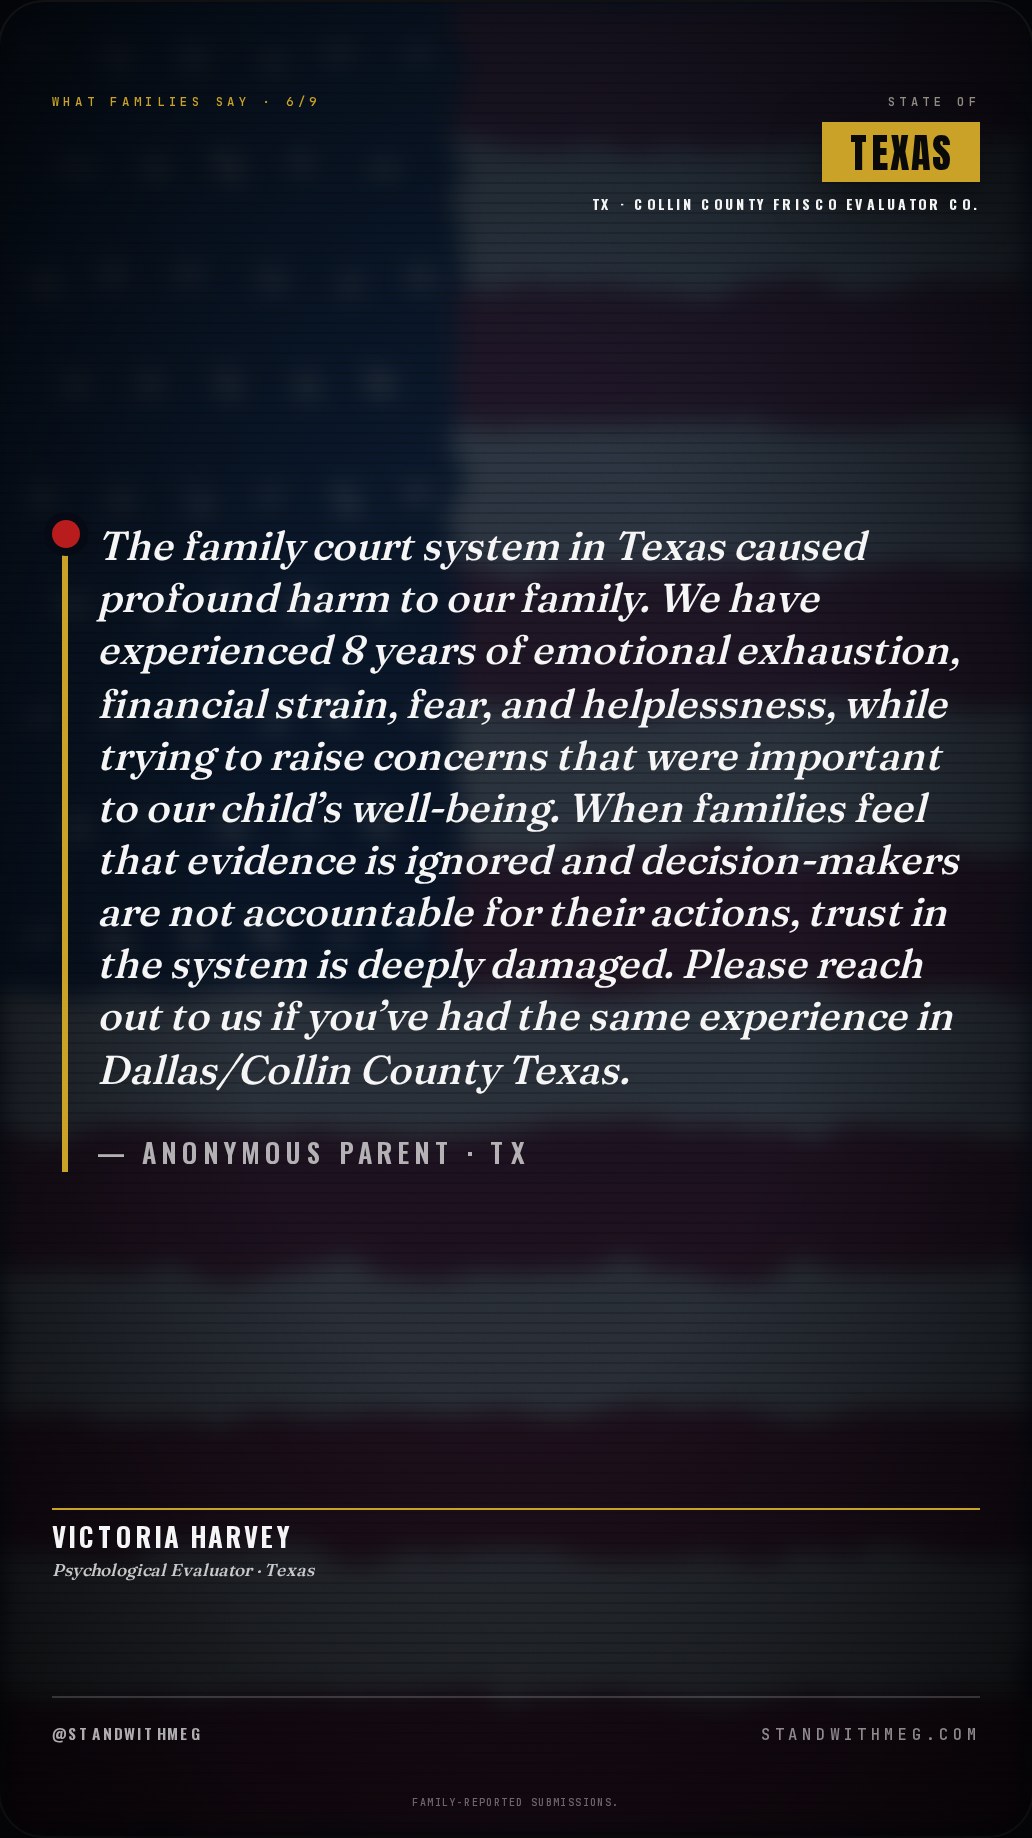 WHAT FAMILIES SAY · 6/9
STATE OF
TEXAS
TX · COLLIN COUNTY FRISCO EVALUATOR CO.
The family court system in Texas caused
profound harm to our family. We have
experienced 8 years of emotional exhaustion,
financial strain, fear, and helplessness, while
trying to raise concerns that were important
to our child’s well-being. When families feel
that evidence is ignored and decision-makers
are not accountable for their actions, trust in
the system is deeply damaged. Please reach
out to us if you’ve had the same experience in
Dallas/Collin County Texas.
— ANONYMOUS PARENT · TX
VICTORIA HARVEY
Psychological Evaluator · Texas
@STANDWITHMEG
STANDWITHMEG.COM
FAMILY-REPORTED SUBMISSIONS.